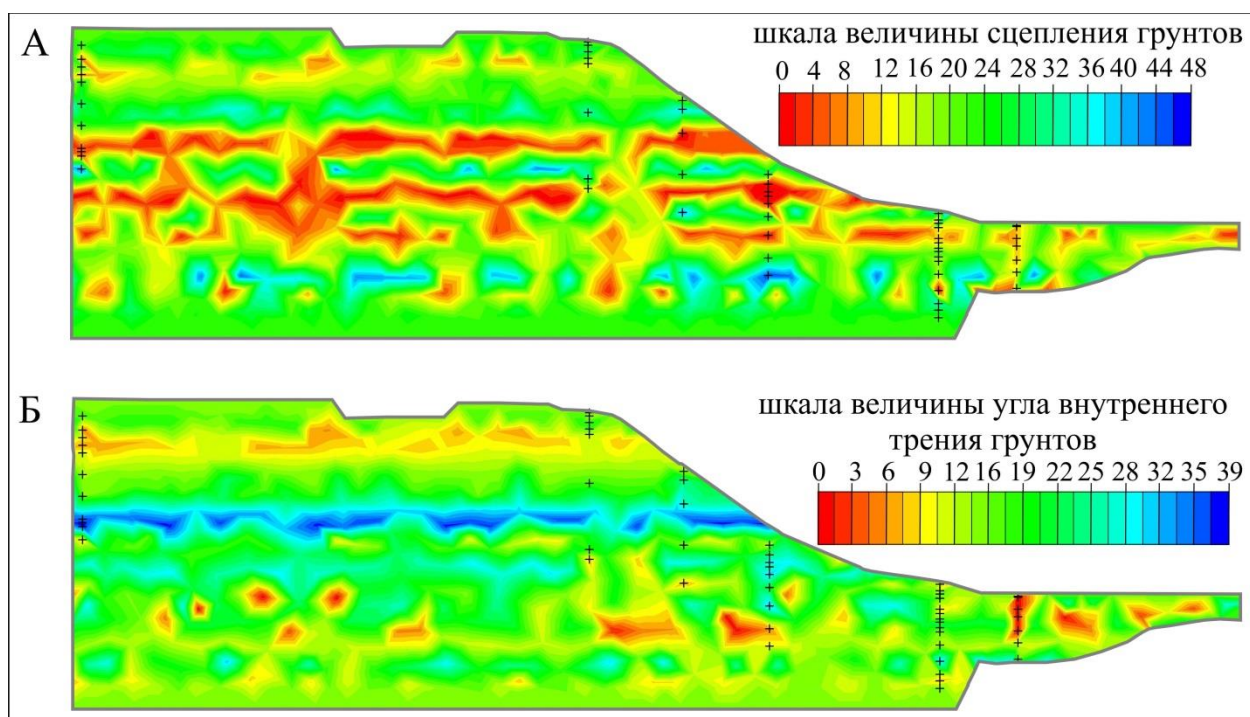 А
шкала величины сцепления грунтов
0 4 8 12 16 20 24 28 32 36 40 44 48
Б
шкала величины угла внутреннего
трения грунтов
0 3 6 9 12 16 19 22 25 28 32 35 39